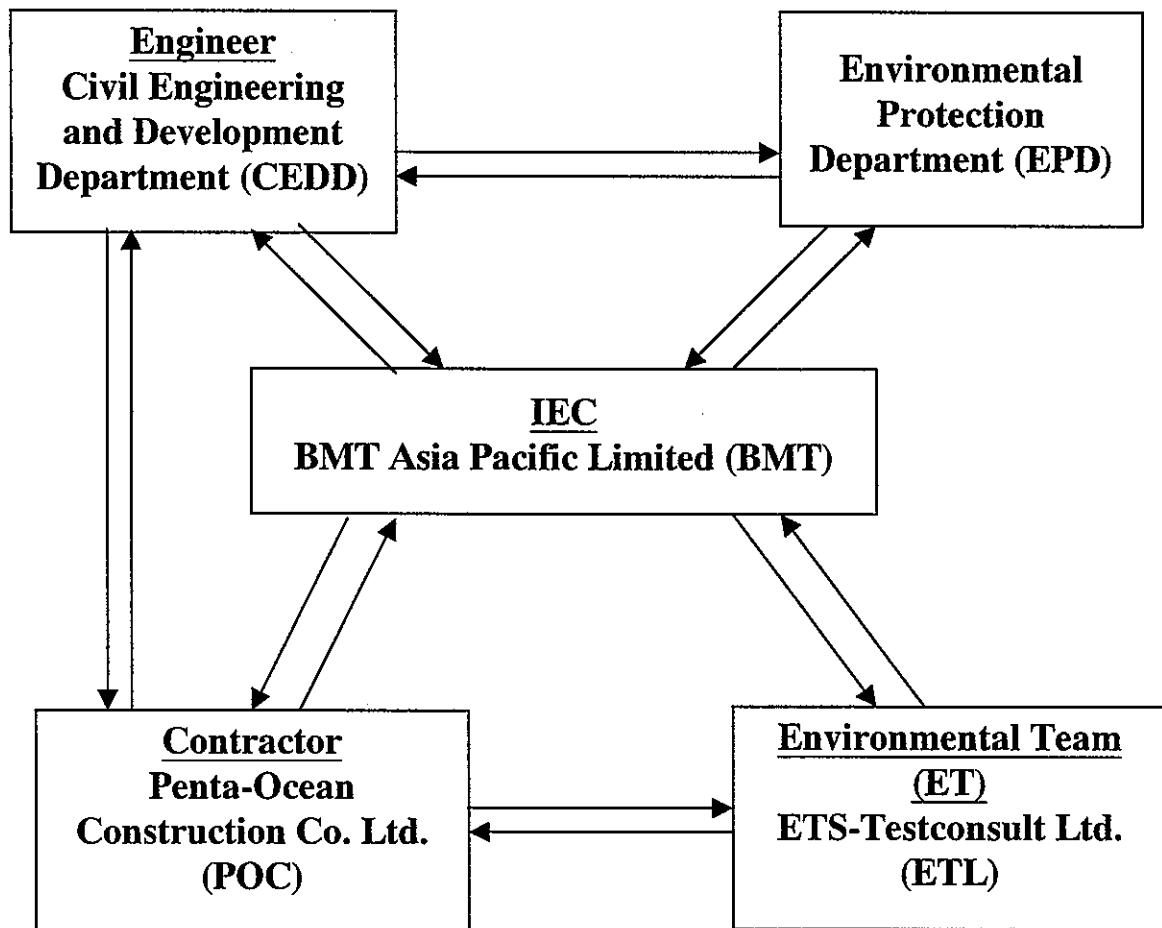 Engineer
Civil Engineering
and Development
Department (CEDD)
Environmental
Protection
Department (EPD)
IEC
BMT Asia Pacific Limited (BMT)
Contractor
Penta-Ocean
Construction Co. Ltd.
(POC)
Environmental Team
(ET)
ETS-Testconsult Ltd.
(ETL)